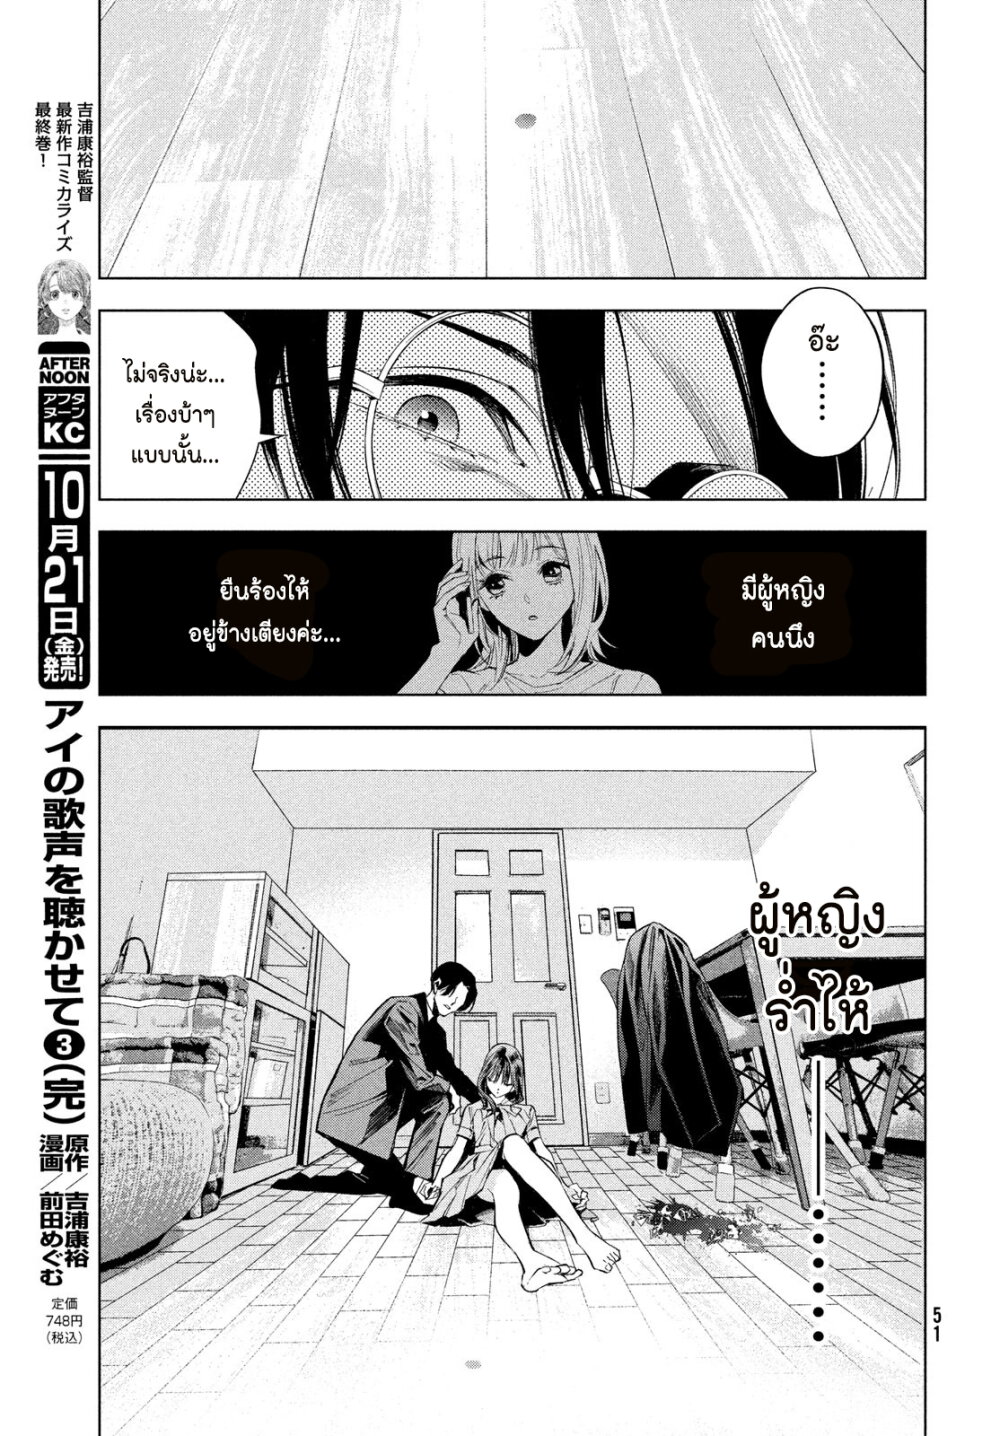 อ๊ะ
………
ไม่จริงน่ะ...
เรื่องบ้าๆ
แบบนั้น...
มีผู้หญิง
คนนึง
ยืนร้องไห้
อยู่ข้างเตียงค่ะ...
ผู้หญิง
ร่ำไห้
51
吉浦康裕監督
最新作コミカライズ
最終巻！
AFTER
NOON
アフタ
ヌーン
KC
10月21日(金)発売!
アイの歌声を聴かせて❸(完)
原作／吉浦康裕
漫画／前田めぐむ
定価
748円
(税込)